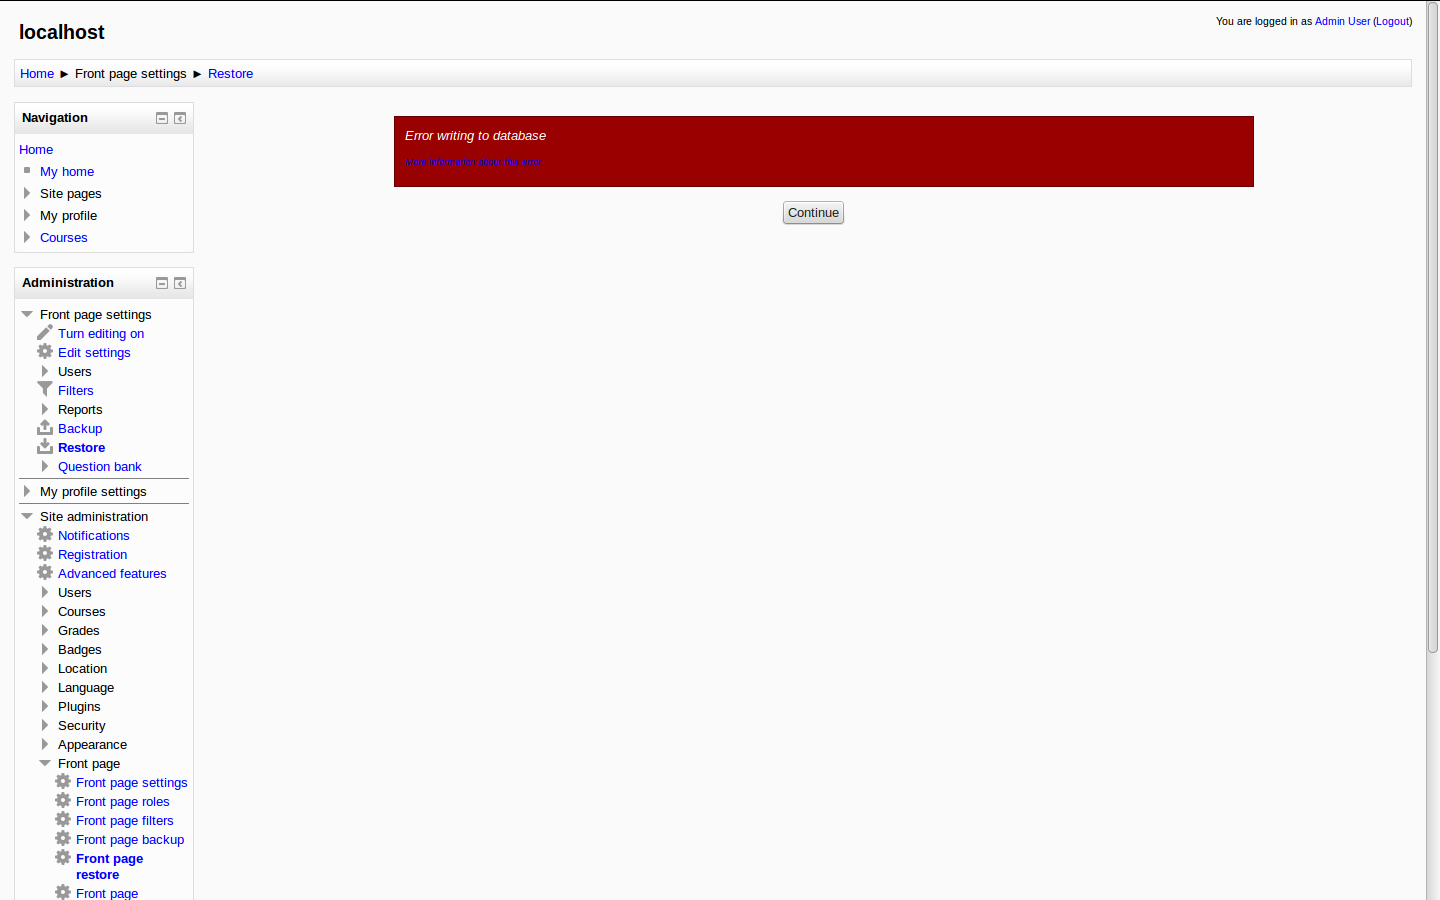 localhost
You are logged in as Admin User (Logout)
Home ► Front page settings ► Restore
Navigation
Home
My home
Site pages
My profile
Courses
Administration
Front page settings
Turn editing on
Edit settings
Users
Filters
Reports
Backup
Restore
Question bank
My profile settings
Site administration
Notifications
Registration
Advanced features
Users
Courses
Grades
Badges
Location
Language
Plugins
Security
Appearance
Front page
Front page settings
Front page roles
Front page filters
Front page backup
Front page
restore
Front page
Error writing to database
More information about this error
Continue